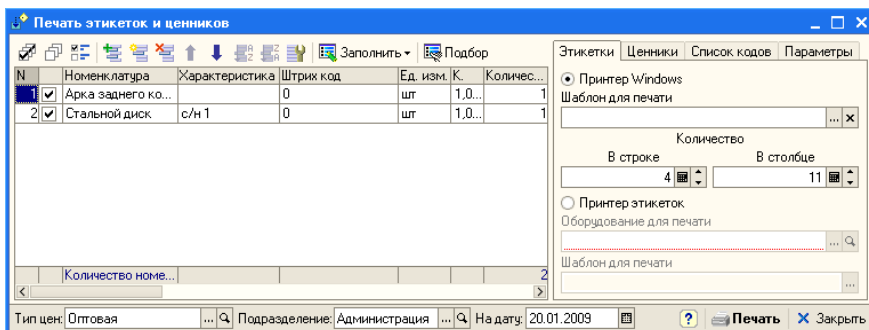 Печать этикеток и ценников
Заполнить Подбор
Этикетки Ценники Список кодов Параметры
N Номенклатура Характеристика Штрих код Ед. изм. К. Количес...
1 Арка заднего ко... 0 шт 1,0... 1
2 Стальной диск с/н 1 0 шт 1,0... 1
Количество номе... 2
Принтер Windows
Шаблон для печати
...
Количество
В строке В столбце
4 11
Принтер этикеток
Оборудование для печати
...
Шаблон для печати
...
Тип цен: Оптовая ... Подразделение: Администрация ... На дату: 20.01.2009 ? Печать Закрыть